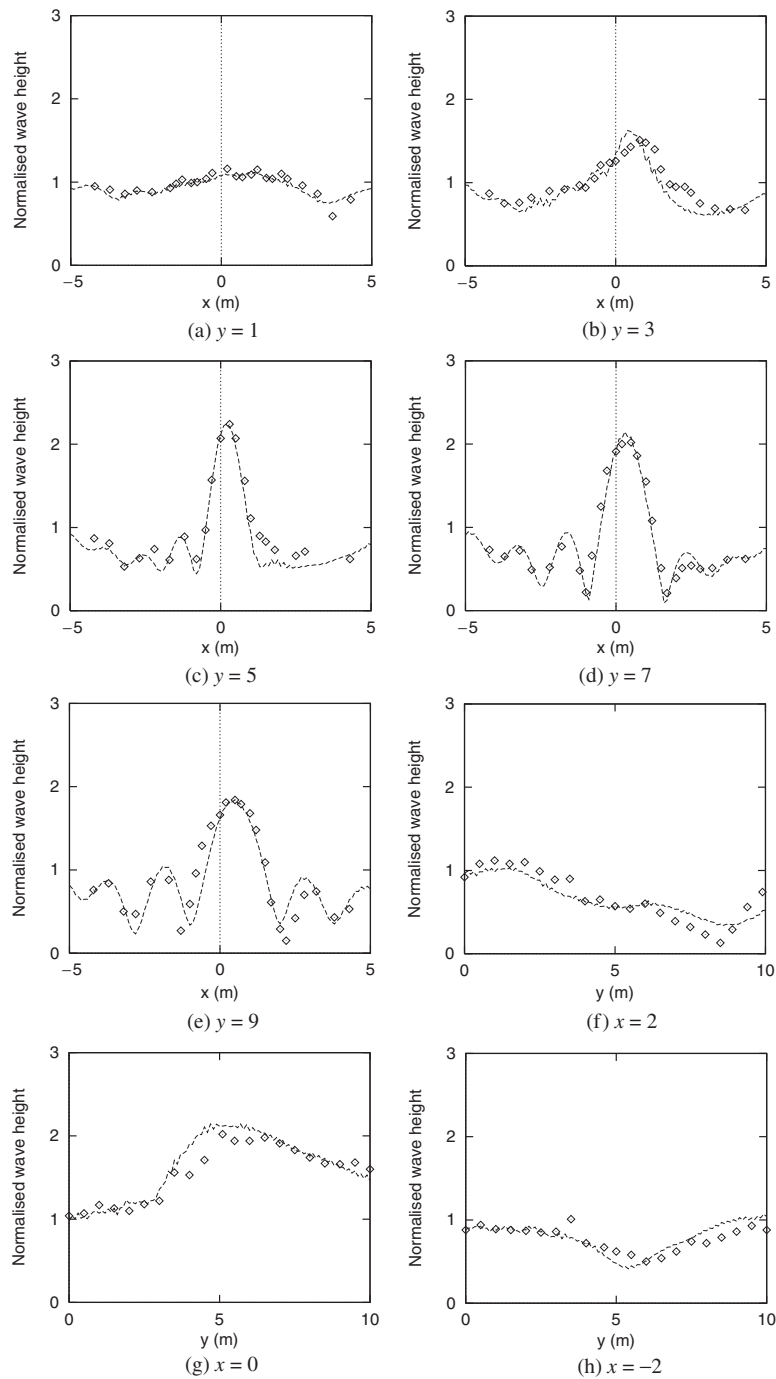 3
2
1
0
Normalised wave height
−5
0
5
x (m)
(a) y = 1
3
2
1
0
Normalised wave height
−5
0
5
x (m)
(b) y = 3
3
2
1
0
Normalised wave height
−5
0
5
x (m)
(c) y = 5
3
2
1
0
Normalised wave height
−5
0
5
x (m)
(d) y = 7
3
2
1
0
Normalised wave height
−5
0
5
x (m)
(e) y = 9
3
2
1
0
Normalised wave height
0
5
10
y (m)
(f) x = 2
3
2
1
0
Normalised wave height
0
5
10
y (m)
(g) x = 0
3
2
1
0
Normalised wave height
0
5
10
y (m)
(h) x = −2